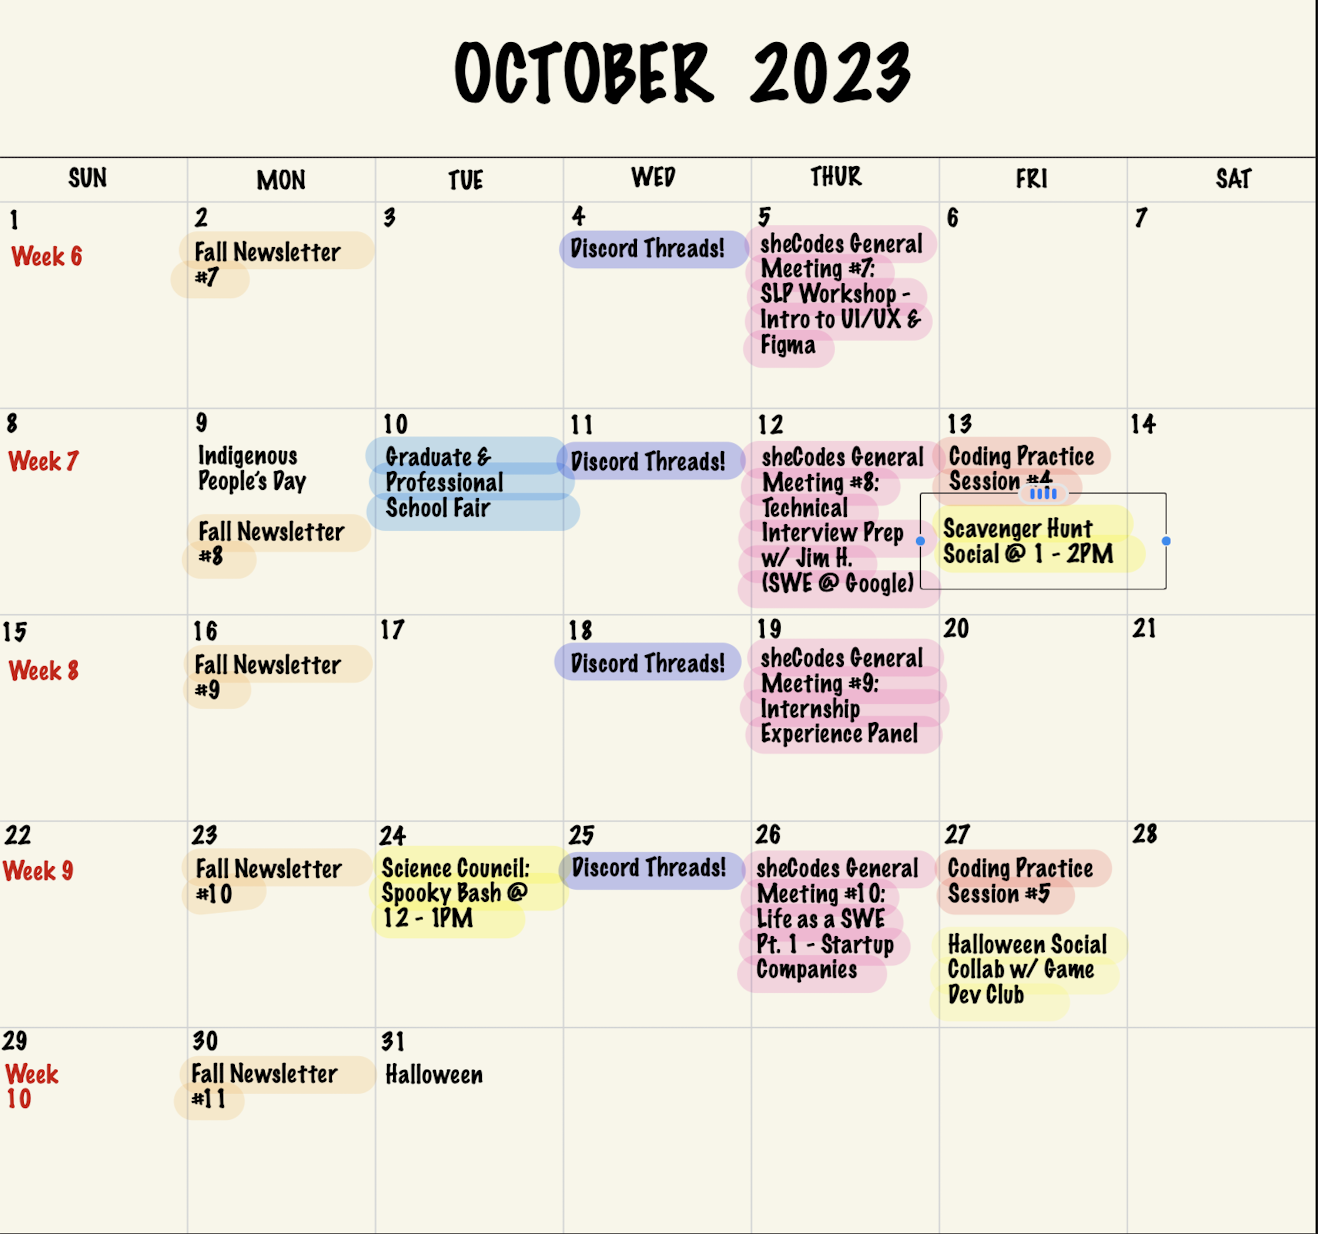 OCTOBER 2023
SUN MON TUE WED THUR FRI SAT
1
Week 6
2
Fall Newsletter
#7
3
4
Discord Threads!
5
sheCodes General
Meeting #7:
SLP Workshop -
Intro to UI/UX &
Figma
6
7
8
Week 7
9
Indigenous
People's Day
Fall Newsletter
#8
10
Graduate &
Professional
School Fair
11
Discord Threads!
12
sheCodes General
Meeting #8:
Technical
Interview Prep
w/ Jim H.
(SWE @ Google)
13
Coding Practice
Session #4
Scavenger Hunt
Social @ 1 - 2PM
14
15
Week 8
16
Fall Newsletter
#9
17
18
Discord Threads!
19
sheCodes General
Meeting #9:
Internship
Experience Panel
20
21
22
Week 9
23
Fall Newsletter
#10
24
Science Council:
Spooky Bash @
12 - 1PM
25
Discord Threads!
26
sheCodes General
Meeting #10:
Life as a SWE
Pt. 1 - Startup
Companies
27
Coding Practice
Session #5
Halloween Social
Collab w/ Game
Dev Club
28
29
Week
10
30
Fall Newsletter
#11
31
Halloween